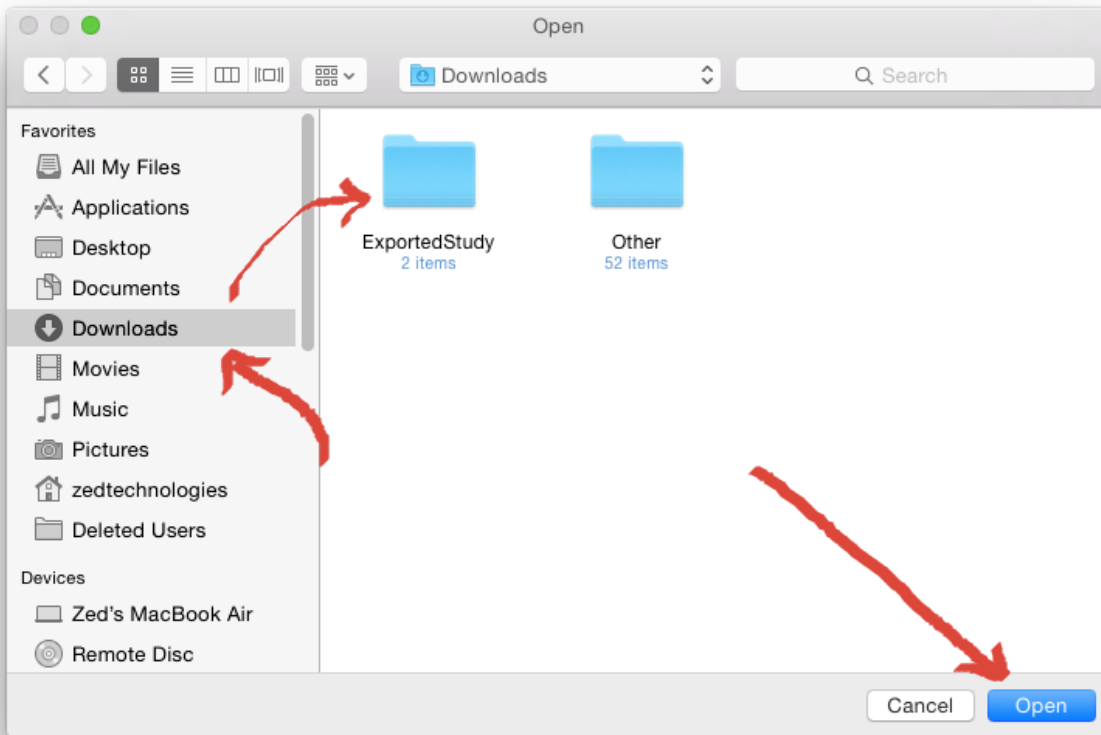 Open
Downloads
Search
Favorites
All My Files
Applications
Desktop
Documents
Downloads
Movies
Music
Pictures
zedtechnologies
Deleted Users
Devices
Zed's MacBook Air
Remote Disc
ExportedStudy
2 items
Other
52 items
Cancel
Open